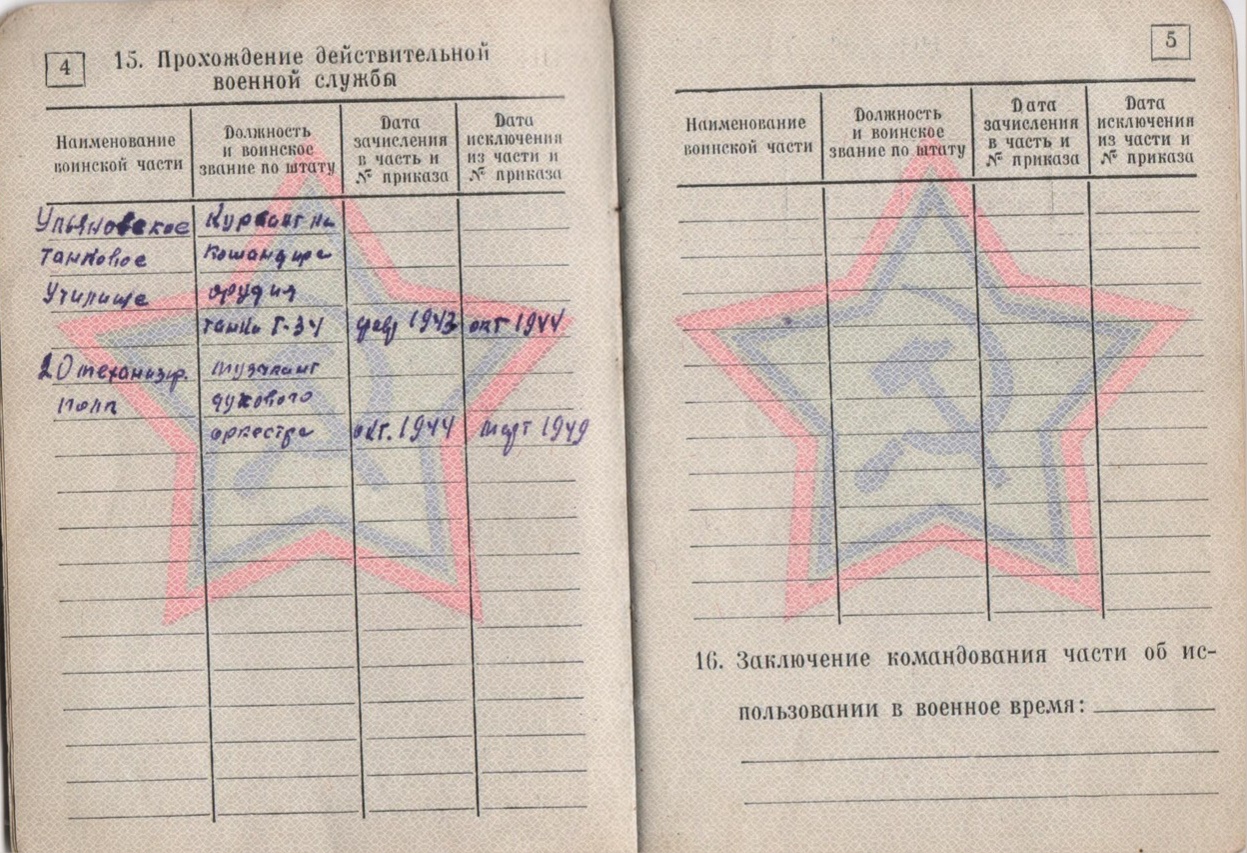 4
15. Прохождение действительной
военной службы
Наименование
воинской части
Должность
и воинское
звание по штату
Дата
зачисления
в часть и
№ приказа
Дата
исключения
из части и
№ приказа
Ульяновское Курсант на
танковое командира
училище орудия
танка Т-34 февр 1943 окт 1944
20 механизир. музыкант
полк духового
оркестра окт. 1944 март 1949
5
Наименование
воинской части
Должность
и воинское
звание по штату
Дата
зачисления
в часть и
№ приказа
Дата
исключения
из части и
№ приказа
16. Заключение командования части об ис-
пользовании в военное время: